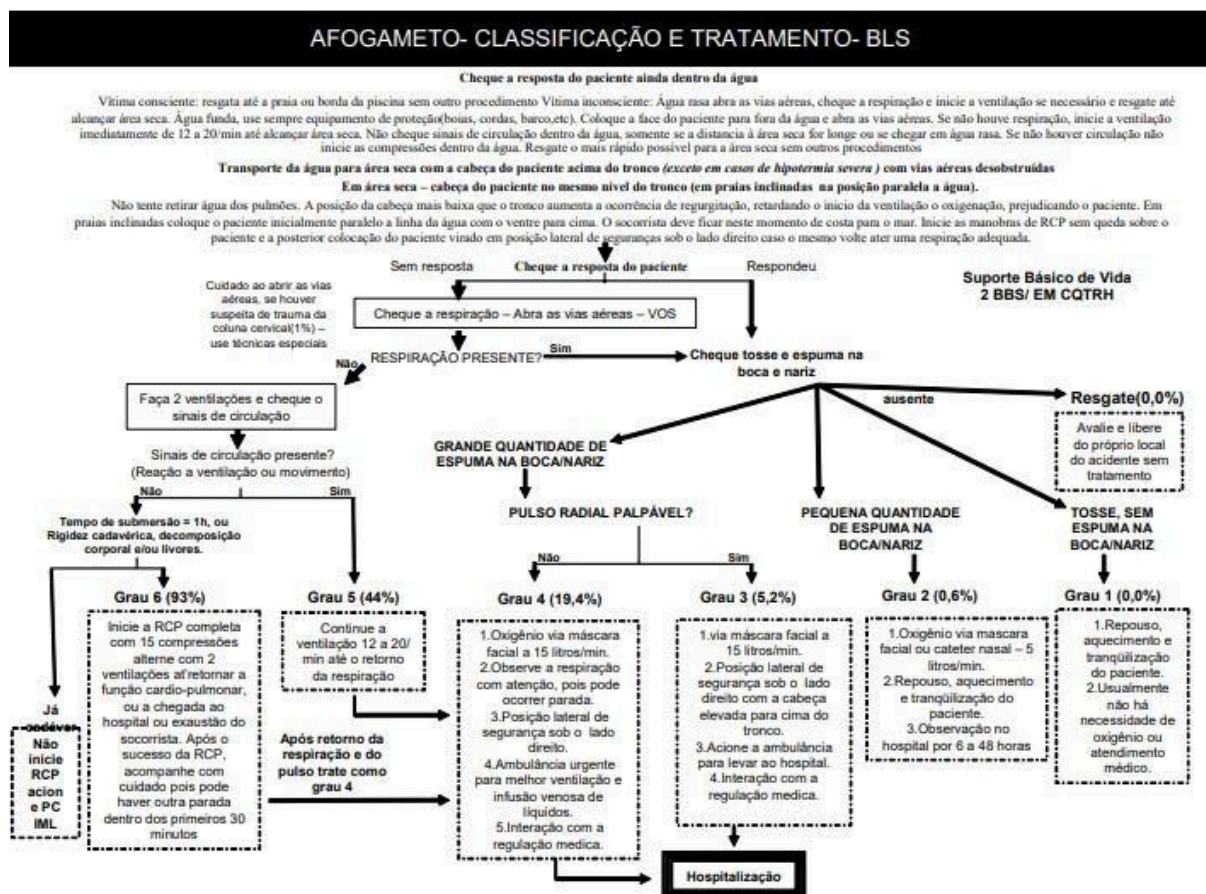 AFOGAMETO- CLASSIFICAÇÃO E TRATAMENTO- BLS
Cheque a resposta do paciente ainda dentro da água
Vítima consciente: resgata até a praia ou borda da piscina sem outro procedimento Vítima inconsciente: Água rasa abra as vias aéreas, cheque a respiração e inicie a ventilação se necessário e resgate até
alcançar área seca. Água funda, use sempre equipamento de proteção(boias, cordas, barco,etc). Coloque a face do paciente para fora da água e abra as vias aéreas. Se não houve respiração, inicie a ventilação
imediatamente de 12 a 20/min até alcançar área seca. Não cheque sinais de circulação dentro da água, somente se a distancia à área seca for longe ou se chegar em água rasa. Se não houver circulação não
inicie as compressões dentro da água. Resgate o mais rápido possível para a área seca sem outros procedimentos
Transporte da água para área seca com a cabeça do paciente acima do tronco (exceto em casos de hipotermia severa ) com vias aéreas desobstruídas
Em área seca – cabeça do paciente no mesmo nível do tronco (em praias inclinadas na posição paralela a água).
Não tente retirar água dos pulmões. A posição da cabeça mais baixa que o tronco aumenta a ocorrência de regurgitação, retardando o inicio da ventilação o oxigenação, prejudicando o paciente. Em
praias inclinadas coloque o paciente inicialmente paralelo a linha da água com o ventre para cima. O socorrista deve ficar neste momento de costa para o mar. Inicie as manobras de RCP sem queda sobre o
paciente e a posterior colocação do paciente virado em posição lateral de seguranças sob o lado direito caso o mesmo volte ater uma respiração adequada.
Sem resposta
Cheque a resposta do paciente
Respondeu
Suporte Básico de Vida
2 BBS/ EM CQTRH
Cuidado ao abrir as vias
aéreas, se houver
suspeita de trauma da
coluna cervical(1%) –
use técnicas especiais
Cheque a respiração – Abra as vias aéreas – VOS
RESPIRAÇÃO PRESENTE?
Sim
Não
Cheque tosse e espuma na
boca e nariz
ausente
Resgate(0,0%)
Avalie e libere
do próprio local
do acidente sem
tratamento
Faça 2 ventilações e cheque o
sinais de circulação
Sinais de circulação presente?
(Reação a ventilação ou movimento)
Não
Sim
GRANDE QUANTIDADE DE
ESPUMA NA BOCA/NARIZ
PULSO RADIAL PALPÁVEL?
Não
Sim
PEQUENA QUANTIDADE
DE ESPUMA NA
BOCA/NARIZ
TOSSE, SEM
ESPUMA NA
BOCA/NARIZ
Tempo de submersão = 1h, ou
Rigidez cadavérica, decomposição
corporal e/ou livores.
Já
cadáver
Não
inicie
RCP
acion
e PC
IML
Grau 6 (93%)
Inicie a RCP completa
com 15 compressões
alterne com 2
ventilações at'retornar a
função cardio-pulmonar,
ou a chegada ao
hospital ou exaustão do
socorrista. Após o
sucesso da RCP,
acompanhe com
cuidado pois pode
haver outra parada
dentro dos primeiros 30
minutos
Grau 5 (44%)
Continue a
ventilação 12 a 20/
min até o retorno
da respiração
Após retorno da
respiração e do
pulso trate como
grau 4
Grau 4 (19,4%)
1.Oxigênio via máscara
facial a 15 litros/min.
2.Observe a respiração
com atenção, pois pode
ocorrer parada.
3.Posição lateral de
segurança sob o lado
direito.
4.Ambulância urgente
para melhor ventilação e
infusão venosa de
líquidos.
5.Interação com a
regulação medica.
Grau 3 (5,2%)
1.via máscara facial a
15 litros/min.
2.Posição lateral de
segurança sob o lado
direito com a cabeça
elevada para cima do
tronco.
3.Acione a ambulância
para levar ao hospital.
4.Interação com a
regulação medica.
Grau 2 (0,6%)
1.Oxigênio via mascara
facial ou cateter nasal – 5
litros/min.
2.Repouso, aquecimento
e tranqüilização do
paciente.
3.Observação no
hospital por 6 a 48 horas
Grau 1 (0,0%)
1.Repouso,
aquecimento e
tranqüilização
do paciente.
2.Usualmente
não há
necessidade de
oxigênio ou
atendimento
médico.
Hospitalização